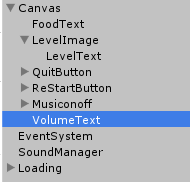 Canvas
FoodText
LevelImage
LevelText
QuitButton
ReStartButton
Musiconoff
VolumeText
EventSystem
SoundManager
Loading